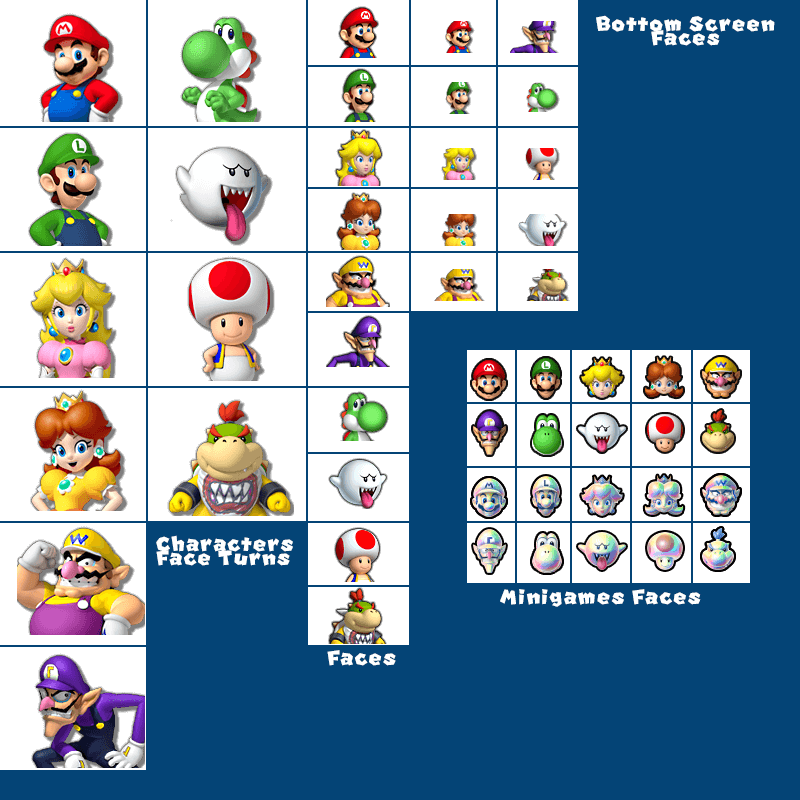 Bottom Screen
Faces
Characters
Face Turns
Minigames Faces
Faces